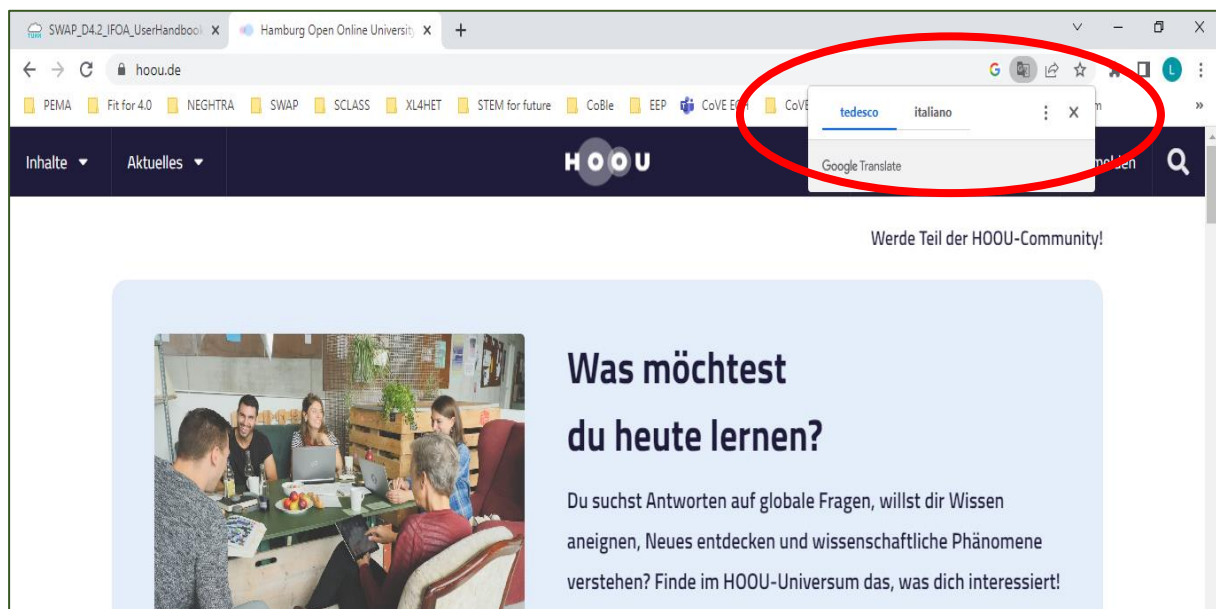 SWAP_D4.2_IFOA_UserHandbook
Hamburg Open Online University
hoou.de
PEMA Fit for 4.0 NEGHTRA SWAP SCLASS XL4HET STEM for future CoBle EEP CoVE
tedesco italiano
Google Translate
Inhalte Aktuelles HOOU
Werde Teil der HOOU-Community!
Was möchtest
du heute lernen?
Du suchst Antworten auf globale Fragen, willst dir Wissen
aneignen, Neues entdecken und wissenschaftliche Phänomene
verstehen? Finde im HOOU-Universum das, was dich interessiert!